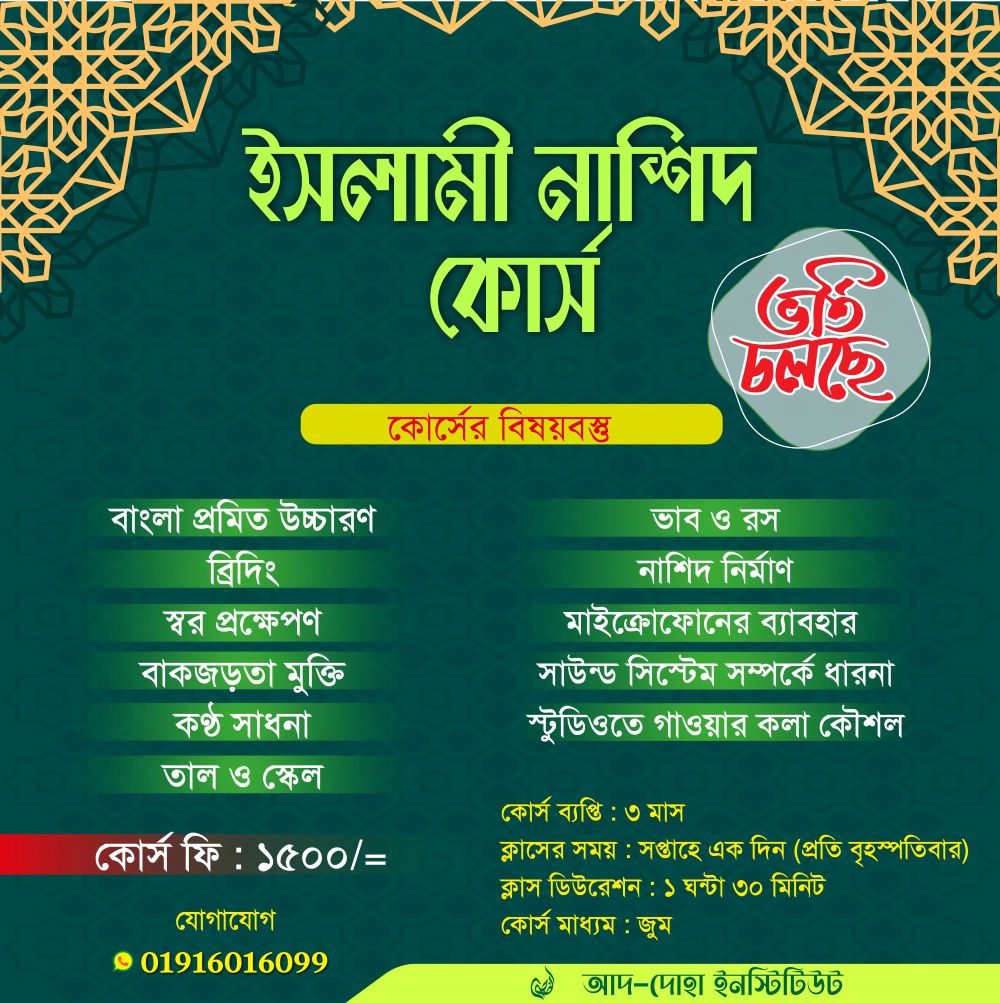 ইসলামী নাশিদ
কোর্স
ভর্তি
চলছে
কোর্সের বিষয়বস্তু
বাংলা প্রমিত উচ্চারণ
ব্রিদিং
স্বর প্রক্ষেপণ
বাকজড়তা মুক্তি
কণ্ঠ সাধনা
তাল ও স্কেল
ভাব ও রস
নাশিদ নির্মাণ
মাইক্রোফোনের ব্যাবহার
সাউন্ড সিস্টেম সম্পর্কে ধারনা
স্টুডিওতে গাওয়ার কলা কৌশল
কোর্স ফি : ১৫০০/=
যোগাযোগ
01916016099
কোর্স ব্যপ্তি : ৩ মাস
ক্লাসের সময় : সপ্তাহে এক দিন (প্রতি বৃহস্পতিবার)
ক্লাস ডিউরেশন : ১ ঘন্টা ৩০ মিনিট
কোর্স মাধ্যম : জুম
আদ-দোহা ইনস্টিটিউট